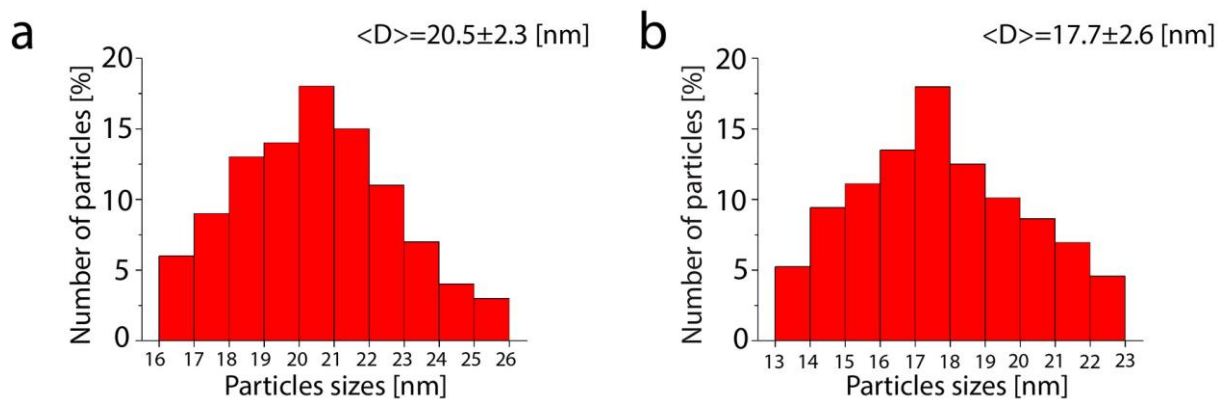 a
<D>=20.5±2.3 [nm]
Number of particles [%]
20
15
10
5
0
16 17 18 19 20 21 22 23 24 25 26
Particles sizes [nm]
b
<D>=17.7±2.6 [nm]
Number of particles [%]
20
15
10
5
0
13 14 15 16 17 18 19 20 21 22 23
Particles sizes [nm]